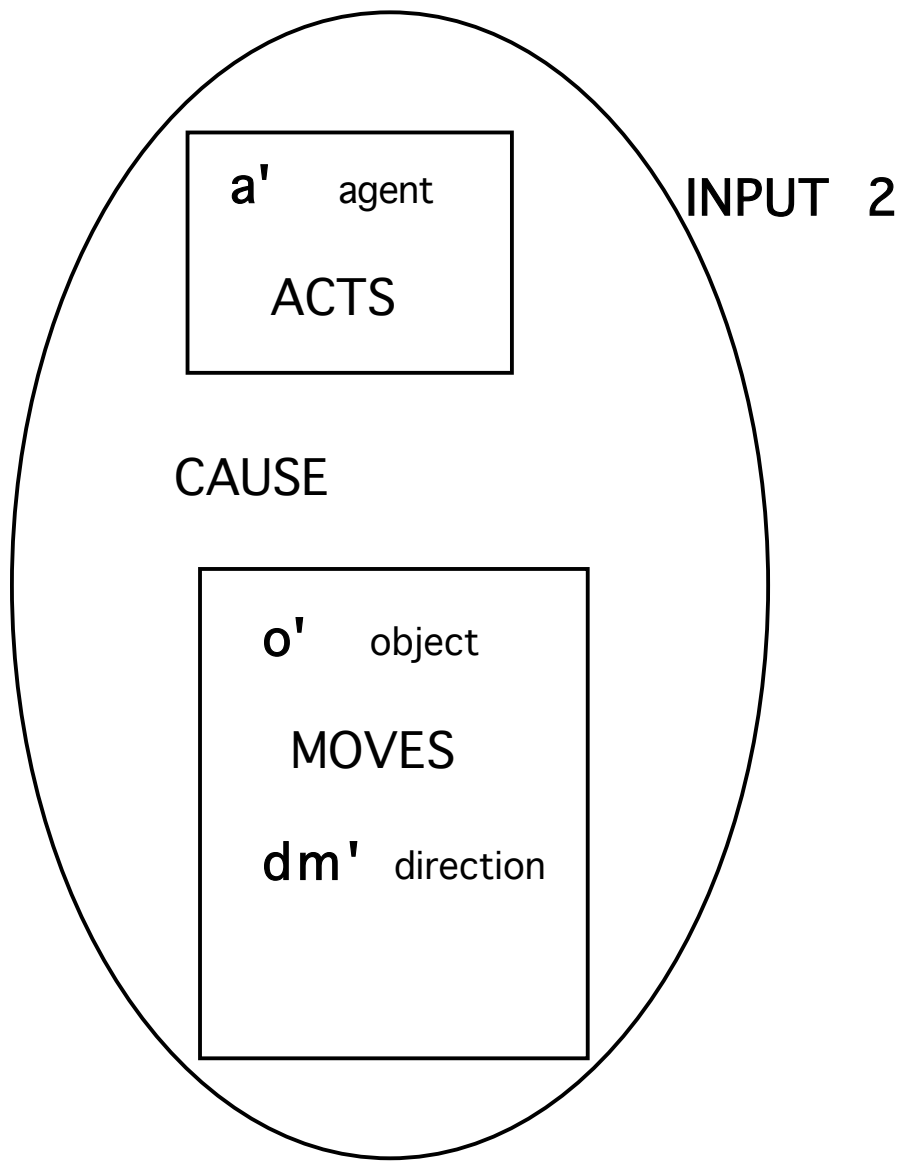 a' agent
INPUT 2
ACTS
CAUSE
o' object
MOVES
dm' direction